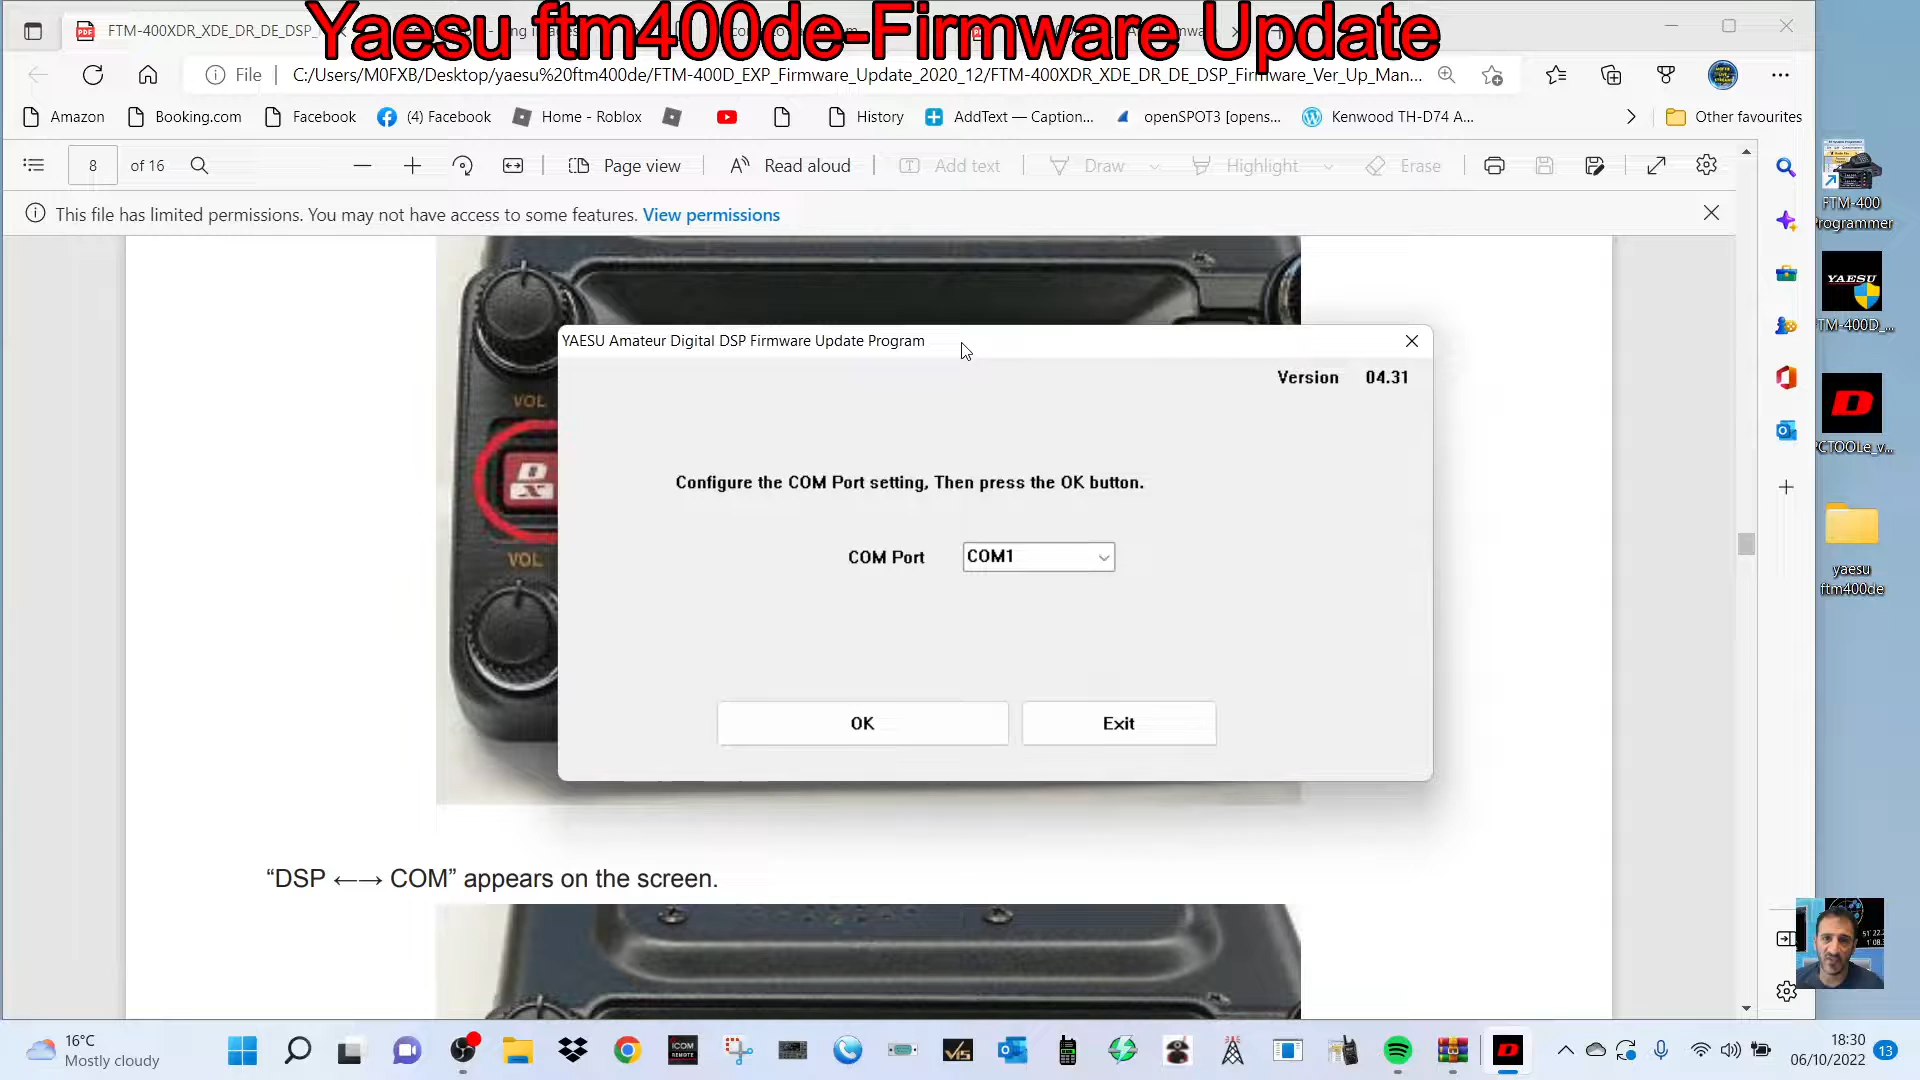 Yaesu ftm400de-Firmware Update
FTM-400XDR_XDE_DR_DE_DSP_
File
C:/Users/M0FXB/Desktop/yaesu%20ftm400de/FTM-400D_EXP_Firmware_Update_2020_12/FTM-400XDR_XDE_DR_DE_DSP_Firmware_Ver_Up_Man...
Amazon
Booking.com
Facebook
(4) Facebook
Home - Roblox
History
AddText — Caption...
openSPOT3 [opens...
Kenwood TH-D74 A...
Other favourites
8 of 16
Page view
Read aloud
Add text
Draw
Highlight
Erase
This file has limited permissions. You may not have access to some features. View permissions
VOL
VOL
YAESU Amateur Digital DSP Firmware Update Program
Version 04.31
Configure the COM Port setting, Then press the OK button.
COM Port COM1
OK Exit
“DSP ←→ COM” appears on the screen.
FTM-400
Programmer
YAESU
TM-400D_...
D
PCTOOLe_v...
yaesu
ftm400de
16°C
Mostly cloudy
ICOM
REMOTE
18:30
06/10/2022
13